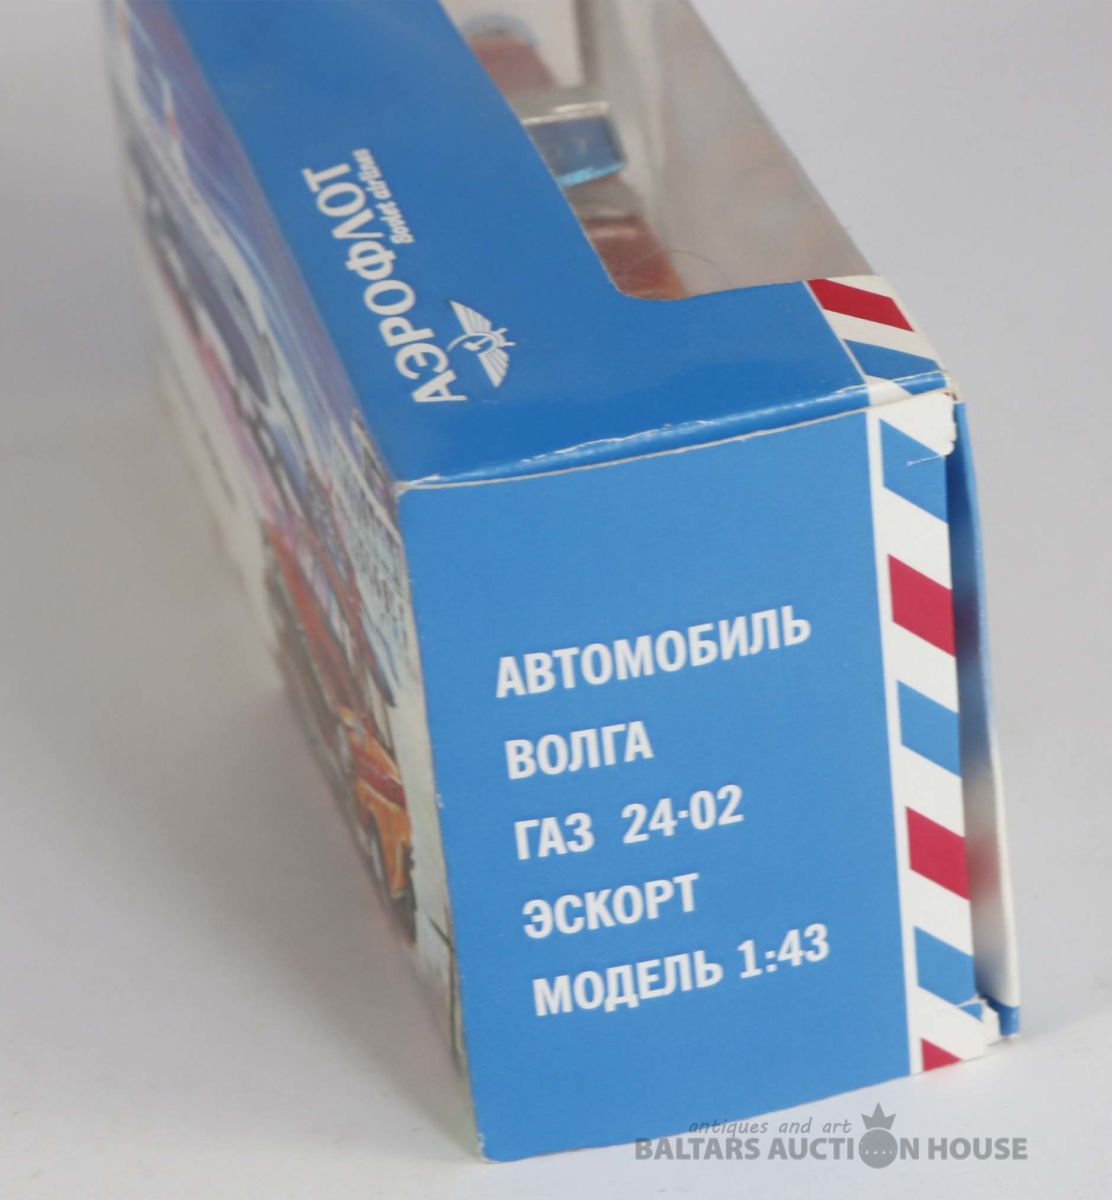 АЭРОФЛОТ
Soviet airlines
АВТОМОБИЛЬ
ВОЛГА
ГАЗ 24-02
ЭСКОРТ
МОДЕЛЬ 1:43
antiques and art
BALTARS AUCTION HOUSE